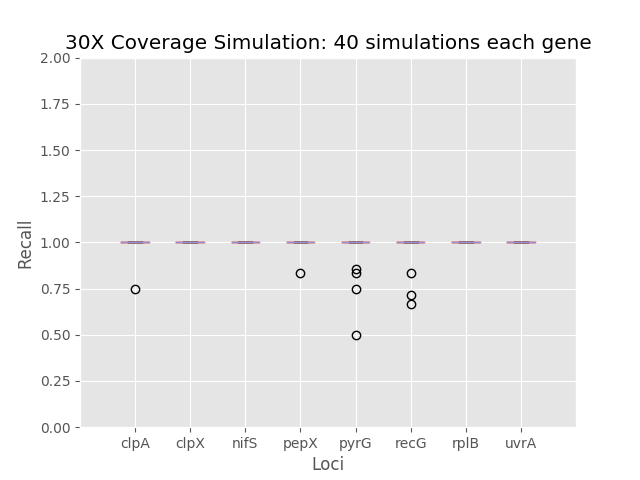 30X Coverage Simulation: 40 simulations each gene
2.00
1.75
1.50
1.25
1.00
0.75
0.50
0.25
0.00
Recall
clpA clpX nifS pepX pyrG recG rplB uvrA
Loci